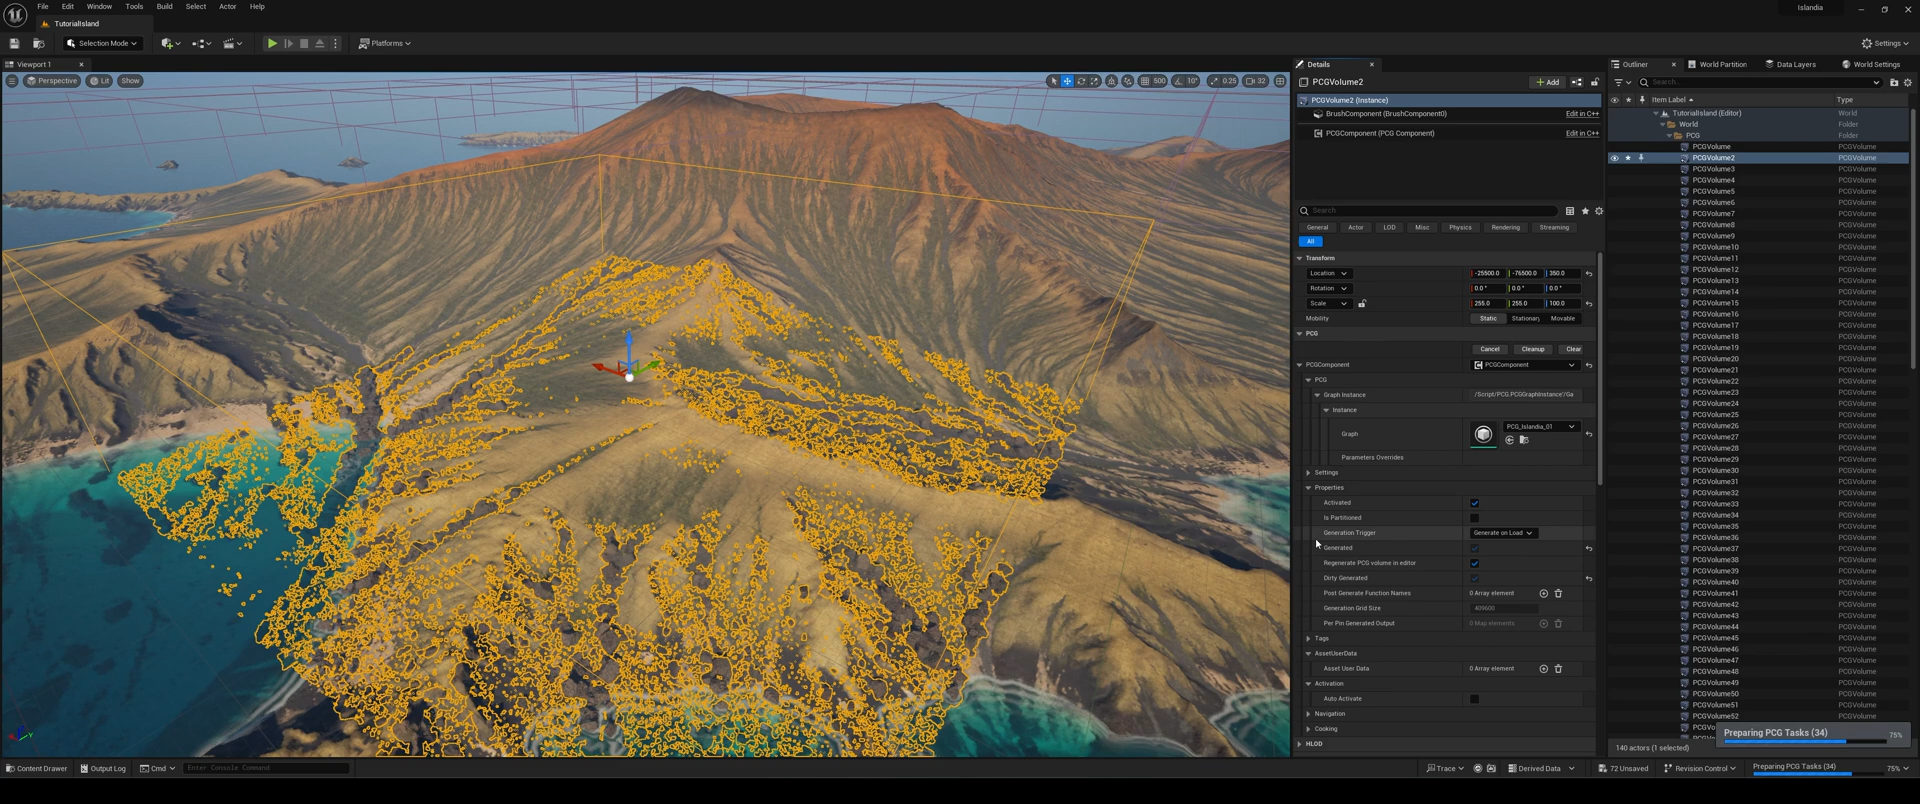 File Edit Window Tools Build Select Actor Help
Islandia
TutorialIsland
Selection Mode
Platforms
Settings
Viewport 1
Perspective Lit Show
500 10° 0.25 32
Details
PCGVolume2
Add
PCGVolume2 (Instance)
BrushComponent (BrushComponent0) Edit in C++
PCGComponent (PCG Component) Edit in C++
Search
General Actor LOD Misc Physics Rendering Streaming
All
Transform
Location -25500.0 -76500.0 350.0
Rotation 0.0 ° 0.0 ° 0.0 °
Scale 255.0 255.0 100.0
Mobility Static Stationary Movable
PCG
Cancel Cleanup Clear
PCGComponent PCGComponent
PCG
Graph Instance /Script/PCG.PCGGraphInstance'/Ga
Instance
Graph PCG_Islandia_01
Parameters Overrides
Settings
Properties
Activated
Is Partitioned
Generation Trigger Generate on Load
Generated
Regenerate PCG volume in editor
Dirty Generated
Post Generate Function Names 0 Array element
Generation Grid Size 409600
Per Pin Generated Output 0 Map elements
Tags
AssetUserData
Asset User Data 0 Array element
Activation
Auto Activate
Navigation
Cooking
HLOD
Outliner World Partition Data Layers World Settings
Search...
Item Label Type
TutorialIsland (Editor) World
World Folder
PCG Folder
PCGVolume PCGVolume
PCGVolume2 PCGVolume
PCGVolume3 PCGVolume
PCGVolume4 PCGVolume
PCGVolume5 PCGVolume
PCGVolume6 PCGVolume
PCGVolume7 PCGVolume
PCGVolume8 PCGVolume
PCGVolume9 PCGVolume
PCGVolume10 PCGVolume
PCGVolume11 PCGVolume
PCGVolume12 PCGVolume
PCGVolume13 PCGVolume
PCGVolume14 PCGVolume
PCGVolume15 PCGVolume
PCGVolume16 PCGVolume
PCGVolume17 PCGVolume
PCGVolume18 PCGVolume
PCGVolume19 PCGVolume
PCGVolume20 PCGVolume
PCGVolume21 PCGVolume
PCGVolume22 PCGVolume
PCGVolume23 PCGVolume
PCGVolume24 PCGVolume
PCGVolume25 PCGVolume
PCGVolume26 PCGVolume
PCGVolume27 PCGVolume
PCGVolume28 PCGVolume
PCGVolume29 PCGVolume
PCGVolume30 PCGVolume
PCGVolume31 PCGVolume
PCGVolume32 PCGVolume
PCGVolume33 PCGVolume
PCGVolume34 PCGVolume
PCGVolume35 PCGVolume
PCGVolume36 PCGVolume
PCGVolume37 PCGVolume
PCGVolume38 PCGVolume
PCGVolume39 PCGVolume
PCGVolume40 PCGVolume
PCGVolume41 PCGVolume
PCGVolume42 PCGVolume
PCGVolume43 PCGVolume
PCGVolume44 PCGVolume
PCGVolume45 PCGVolume
PCGVolume46 PCGVolume
PCGVolume47 PCGVolume
PCGVolume48 PCGVolume
PCGVolume49 PCGVolume
PCGVolume50 PCGVolume
PCGVolume51 PCGVolume
PCGVolume52 PCGVolume
Preparing PCG Tasks (34) 75%
140 actors (1 selected)
Content Drawer Output Log Cmd Enter Console Command
Trace Derived Data 72 Unsaved Revision Control Preparing PCG Tasks (34) 75%